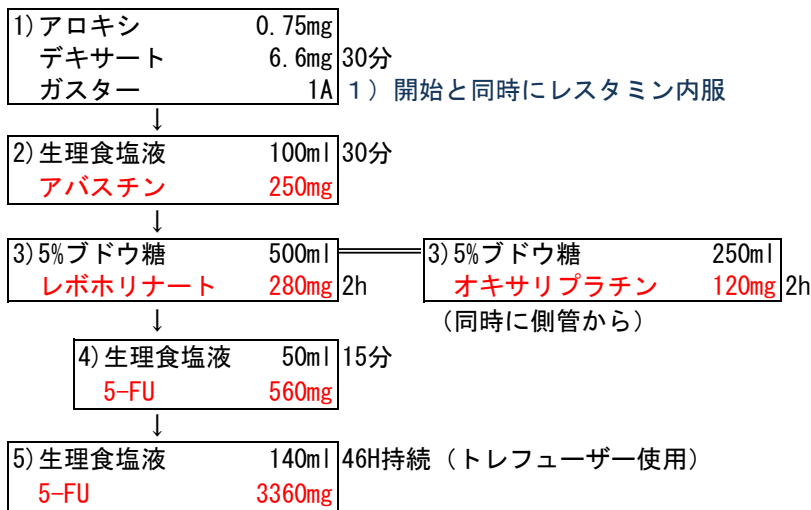 1)アロキシ 0.75mg
デキサート 6.6mg 30分
ガスター 1A 1）開始と同時にレスタミン内服
↓
2)生理食塩液 100ml 30分
アバスチン 250mg
↓
3)5%ブドウ糖 500ml 3)5%ブドウ糖 250ml
レボホリナート 280mg 2h オキサリプラチン 120mg 2h
↓ （同時に側管から）
4)生理食塩液 50ml 15分
5-FU 560mg
↓
5)生理食塩液 140ml 46H持続（トレフューザー使用）
5-FU 3360mg